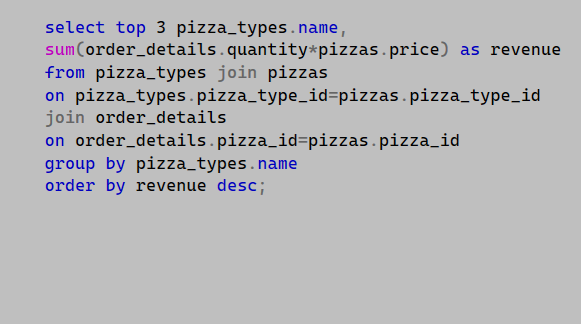 select top 3 pizza_types.name,
sum(order_details.quantity*pizzas.price) as revenue
from pizza_types join pizzas
on pizza_types.pizza_type_id=pizzas.pizza_type_id
join order_details
on order_details.pizza_id=pizzas.pizza_id
group by pizza_types.name
order by revenue desc;